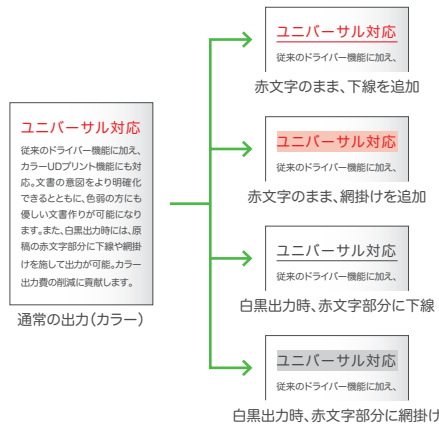 ユニバーサル対応
従来のドライバー機能に加え、
カラーUDプリント機能にも対
応。文書の意図をより明確化
できるとともに、色弱の方にも
優しい文書作りが可能になり
ます。また、白黒出力時には、原
稿の赤文字部分に下線や網掛
けを施して出力が可能。カラー
出力費の削減に貢献します。
通常の出力(カラー)
ユニバーサル対応
従来のドライバー機能に加え、
赤文字のまま、下線を追加
ユニバーサル対応
従来のドライバー機能に加え、
赤文字のまま、網掛けを追加
ユニバーサル対応
従来のドライバー機能に加え、
白黒出力時、赤文字部分に下線
ユニバーサル対応
従来のドライバー機能に加え、
白黒出力時、赤文字部分に網掛け